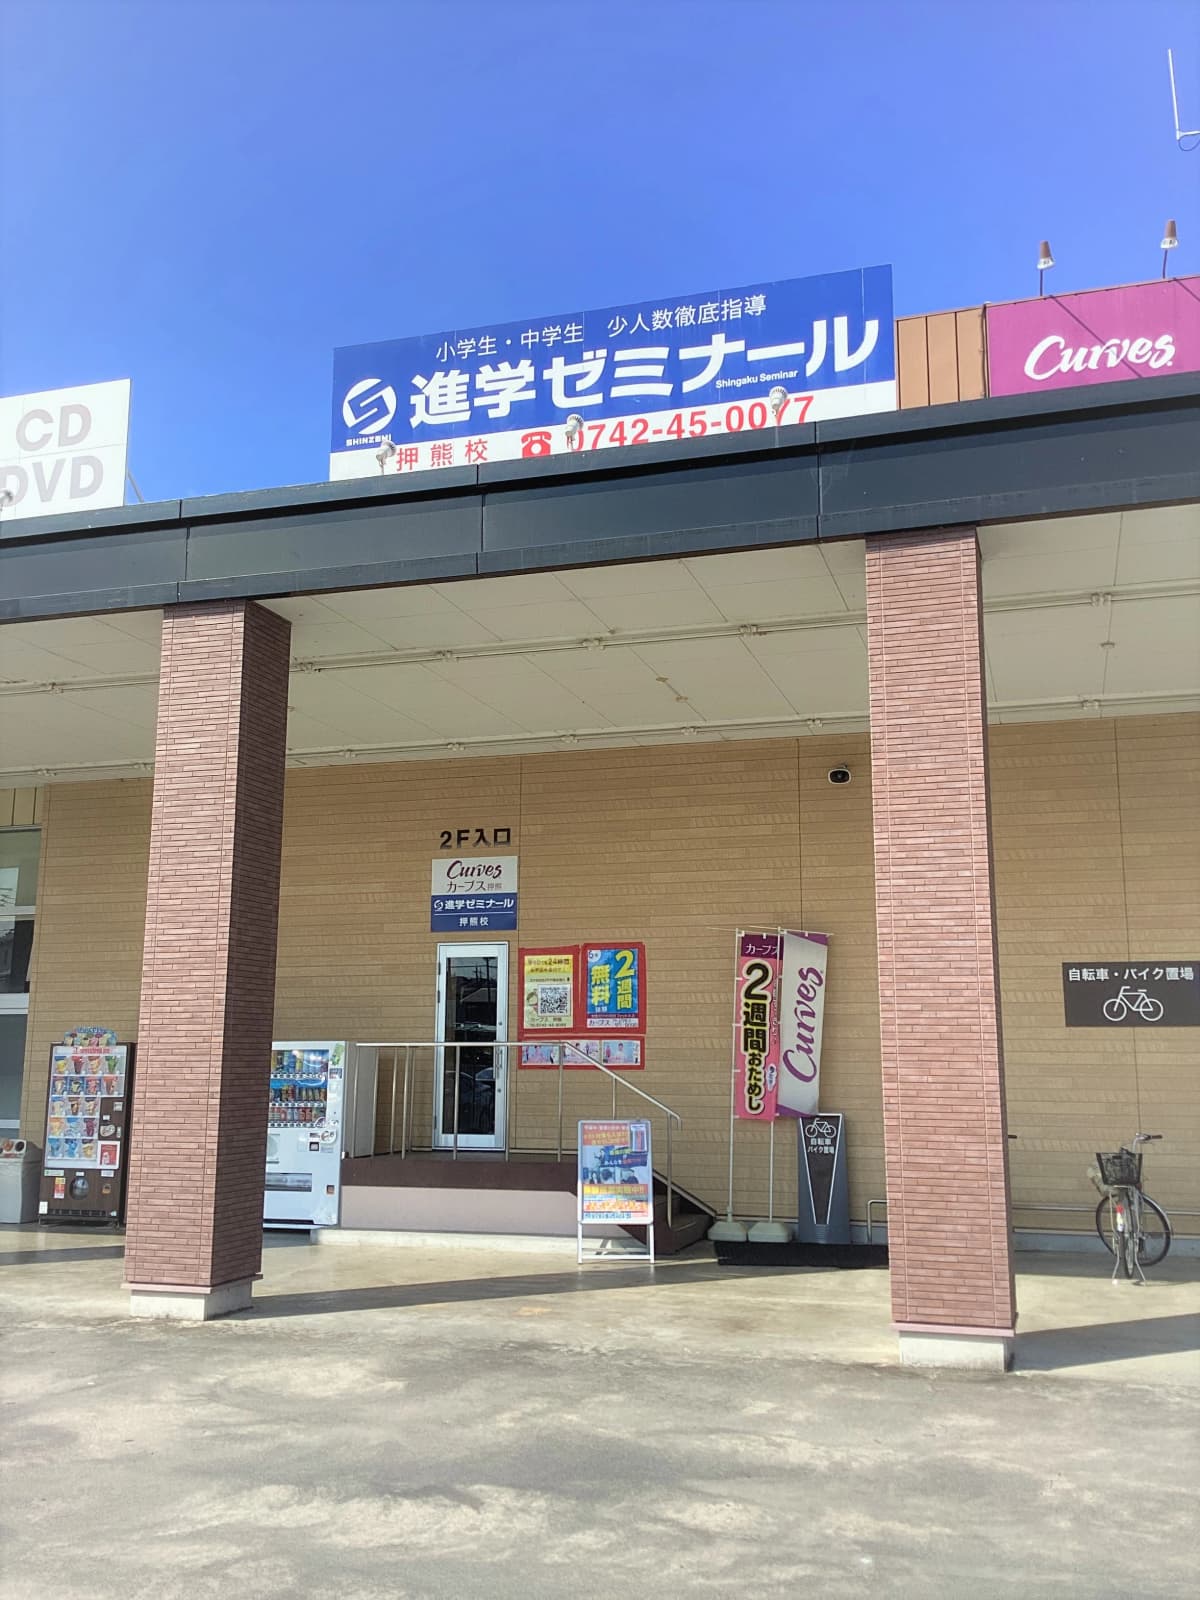 CD
DVD
小学生・中学生 少人数徹底指導
進学ゼミナール
Shingaku Seminar
SHINZEMI
押熊校 ☎0742-45-0077
Curves
2F入口
Curves
カーブス 押熊
進学ゼミナール
押熊校
2週間
無料
カーブス
2週間おためし
Curves
自転車
バイク置場
自転車・バイク置場